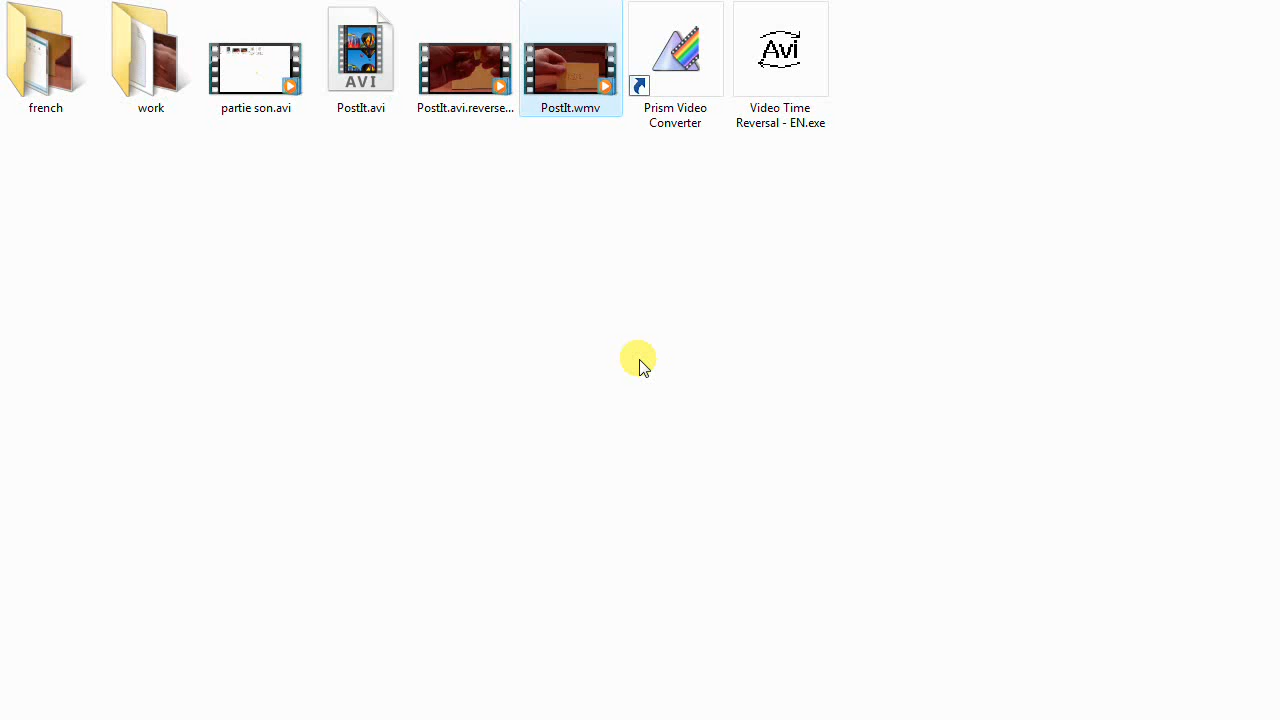 french
work
partie son.avi
AVI
PostIt.avi
PostIt.avi.reverse...
PostIt.wmv
Prism Video
Converter
Avi
Video Time
Reversal - EN.exe